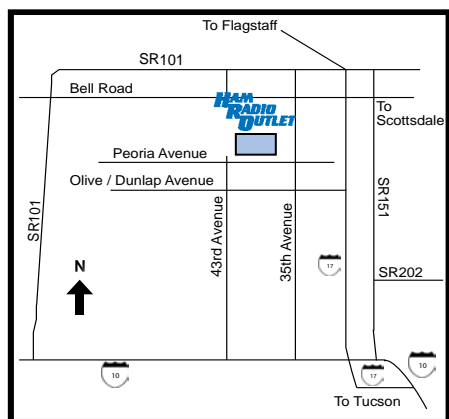 To Flagstaff
SR101
Bell Road
HAM
RADIO
OUTLET
To
Scottsdale
Peoria Avenue
Olive / Dunlap Avenue
SR101
43rd Avenue
35th Avenue
SR151
N
17
SR202
10
17
10
To Tucson